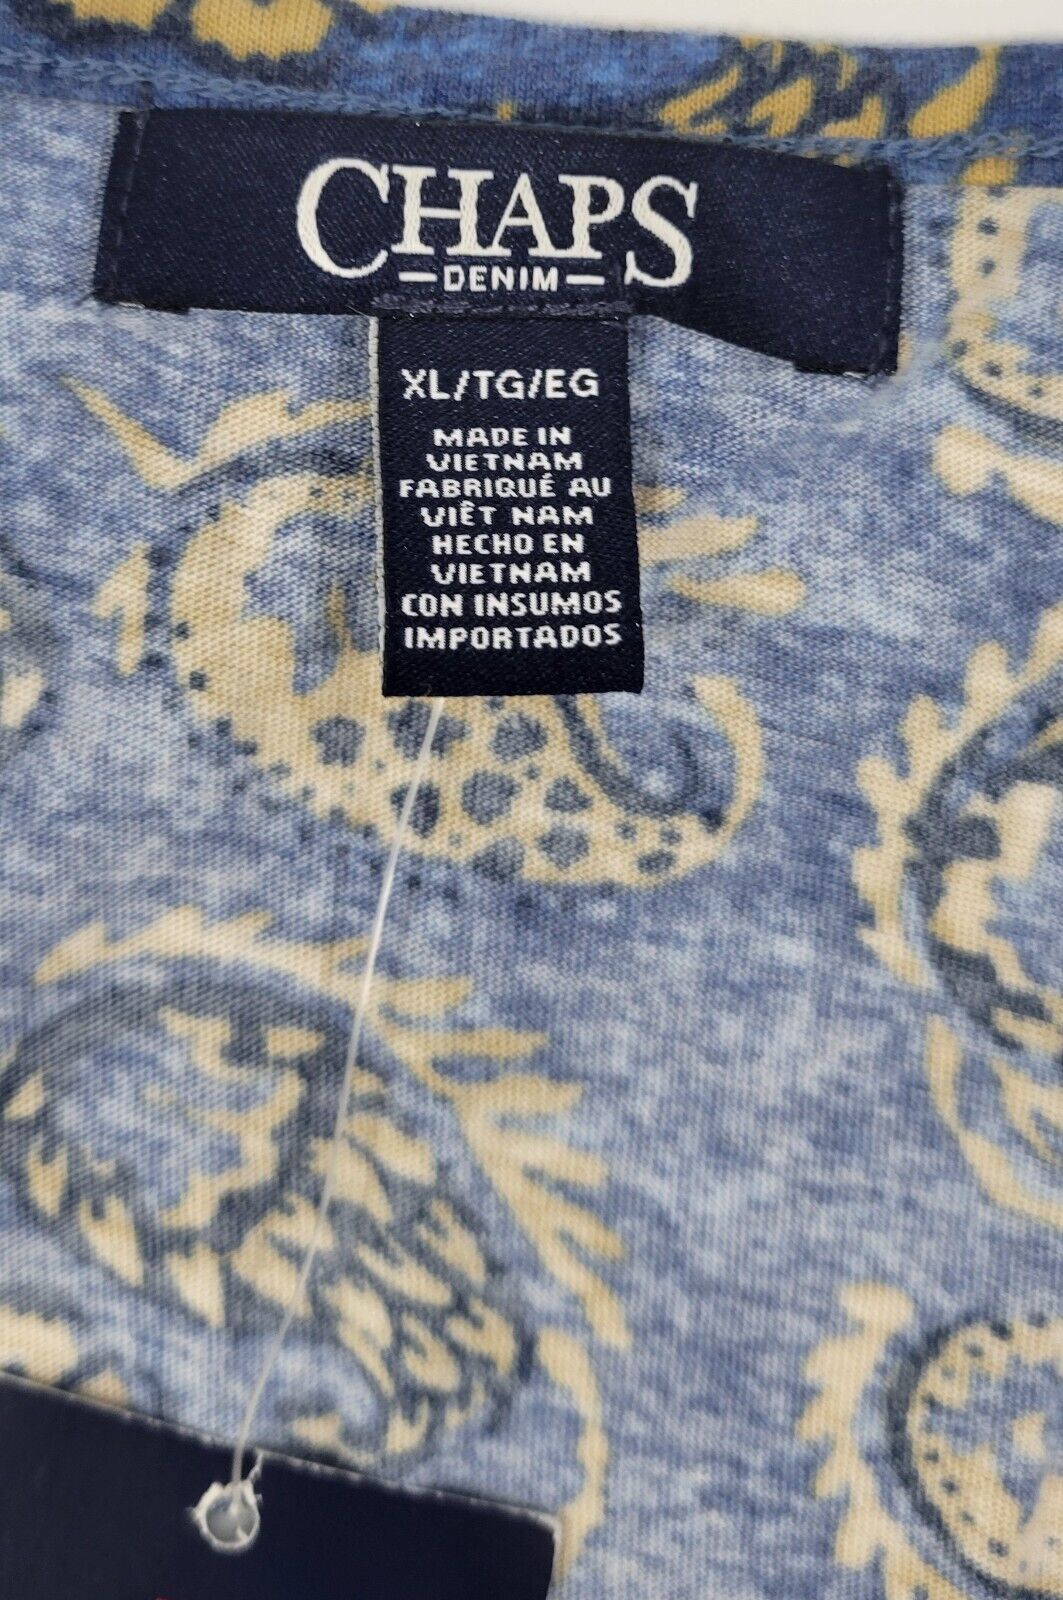 CHAPS
DENIM
XL/TG/EG
MADE IN
VIETNAM
FABRIQUÉ AU
VIÊT NAM
HECHO EN
VIETNAM
CON INSUMOS
IMPORTADOS